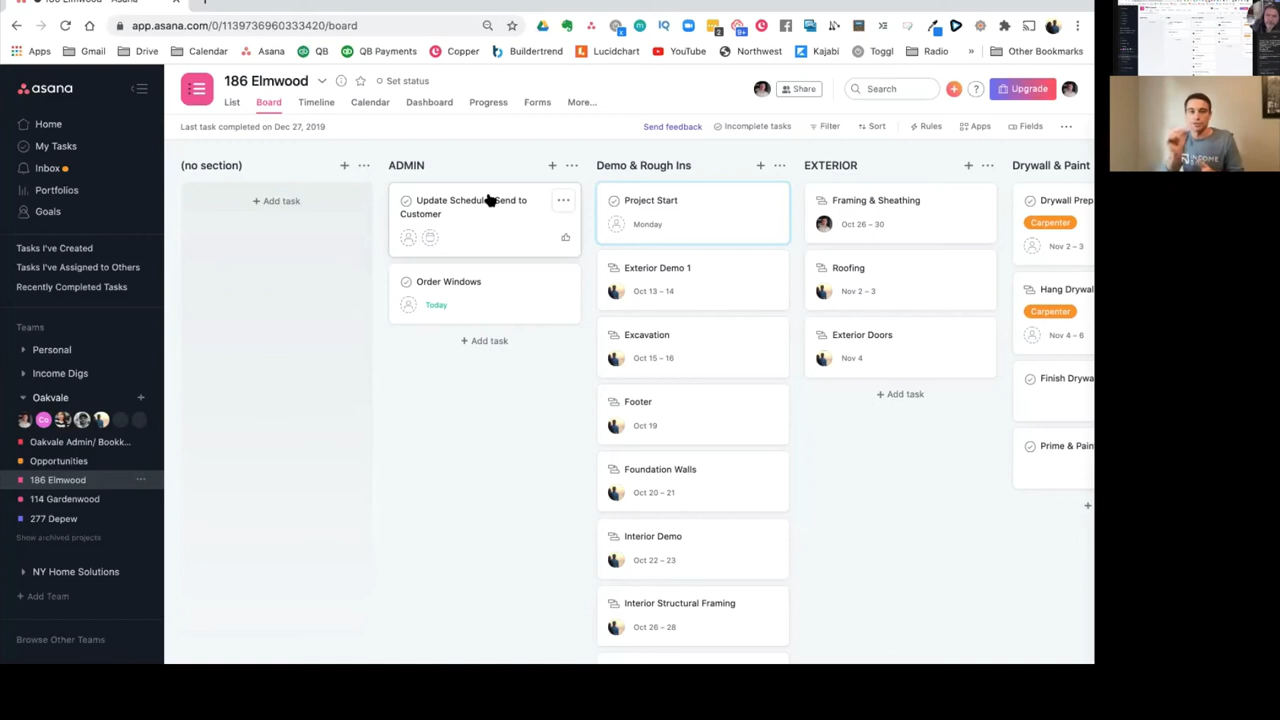 186 Elmwood - Asana
app.asana.com/0/1139736960373420/board
Apps Gmail Drive Calendar Asana QB QB Payments Copper Buildertrend Lucidchart YouTube Northwest Kajabi Toggl Radio » Other Bookmarks
asana
Home
My Tasks
Inbox
Portfolios
Goals
Tasks I've Created
Tasks I've Assigned to Others
Recently Completed Tasks
Teams
Personal
Income Digs
Oakvale
Co
Oakvale Admin/ Bookk...
Opportunities
186 Elmwood
114 Gardenwood
277 Depew
Show archived projects
NY Home Solutions
+ Add Team
Browse Other Teams
186 Elmwood
Set status
List Board Timeline Calendar Dashboard Progress Forms More...
Share
Search
+ ? Upgrade
Last task completed on Dec 27, 2019
Send feedback Incomplete tasks Filter Sort Rules Apps Fields
(no section)
+ Add task
ADMIN
Update Schedule Send to
Customer
Order Windows
Today
+ Add task
Demo & Rough Ins
Project Start
Monday
Exterior Demo 1
Oct 13 – 14
Excavation
Oct 15 – 16
Footer
Oct 19
Foundation Walls
Oct 20 – 21
Interior Demo
Oct 22 – 23
Interior Structural Framing
Oct 26 – 28
EXTERIOR
Framing & Sheathing
Oct 26 – 30
Roofing
Nov 2 – 3
Exterior Doors
Nov 4
+ Add task
Drywall & Paint
Drywall Prep
Carpenter
Nov 2 – 3
Hang Drywal
Carpenter
Nov 4 – 6
Finish Drywa
Prime & Pain
+
INCOME